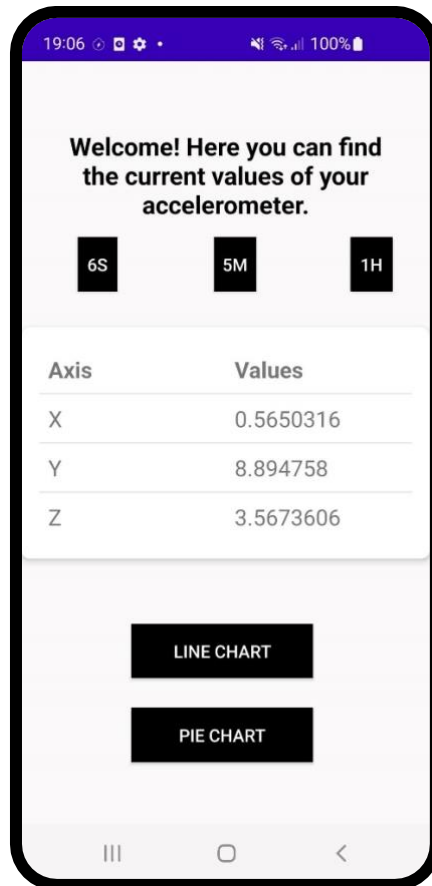 19:06 100%
Welcome! Here you can find
the current values of your
accelerometer.
6S 5M 1H
Axis Values
X 0.5650316
Y 8.894758
Z 3.5673606
LINE CHART
PIE CHART